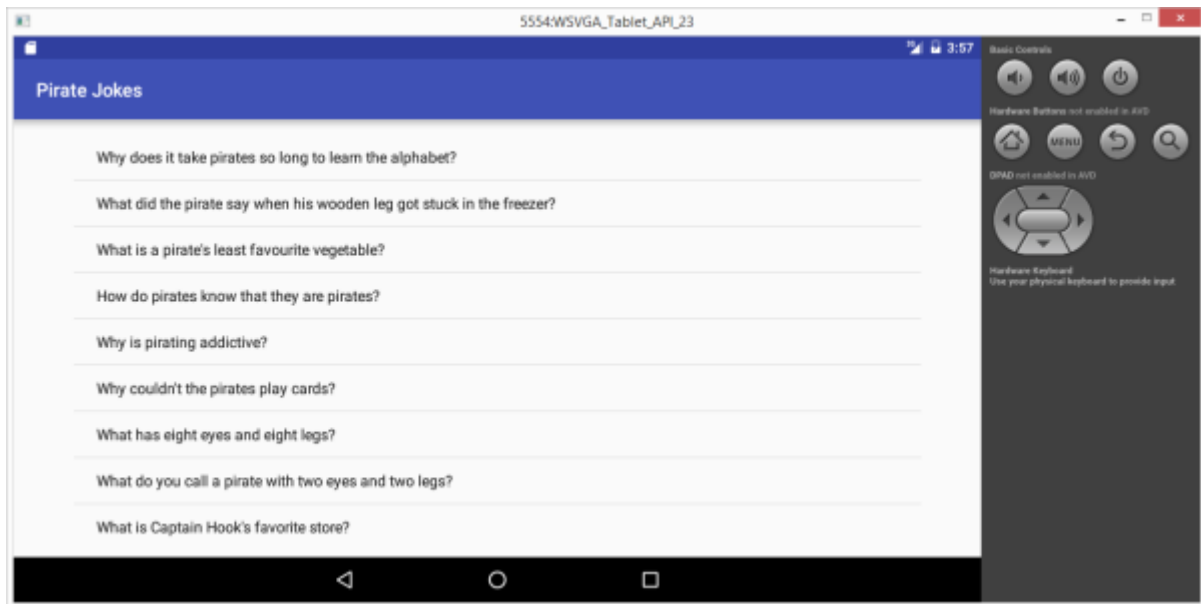 5554:WSVGA_Tablet_API_23
3:57
Pirate Jokes
Why does it take pirates so long to learn the alphabet?
What did the pirate say when his wooden leg got stuck in the freezer?
What is a pirate's least favourite vegetable?
How do pirates know that they are pirates?
Why is pirating addictive?
Why couldn't the pirates play cards?
What has eight eyes and eight legs?
What do you call a pirate with two eyes and two legs?
What is Captain Hook's favorite store?
Basic Controls
Hardware Buttons not enabled in AVD
MENU
DPAD not enabled in AVD
Hardware Keyboard
Use your physical keyboard to provide input